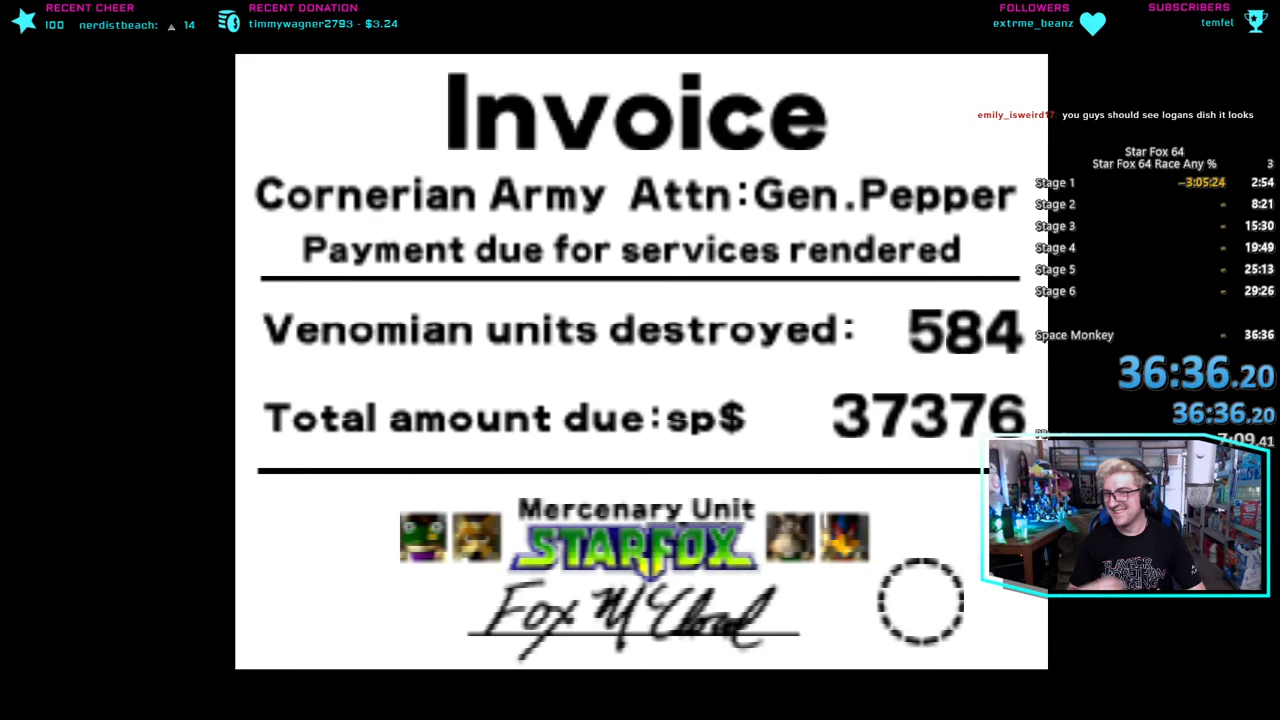 RECENT CHEER
100 nerdistbeach: 14
RECENT DONATION
timmywagner2793 - $3.24
FOLLOWERS
extrme_beanz
SUBSCRIBERS
temfel
Invoice
Cornerian Army Attn:Gen.Pepper
Payment due for services rendered
Venomian units destroyed: 584
Total amount due:sp$ 37376
Mercenary Unit
STARFOX
Fox McCloud
emily_isweird17 you guys should see logans dish it looks
Star Fox 64
Star Fox 64 Race Any % 3
Stage 1 −3:05:24 2:54
Stage 2 - 8:21
Stage 3 - 15:30
Stage 4 - 19:49
Stage 5 - 25:13
Stage 6 - 29:26
Space Monkey - 36:36
36:36.20
36:36.20
7:09.41